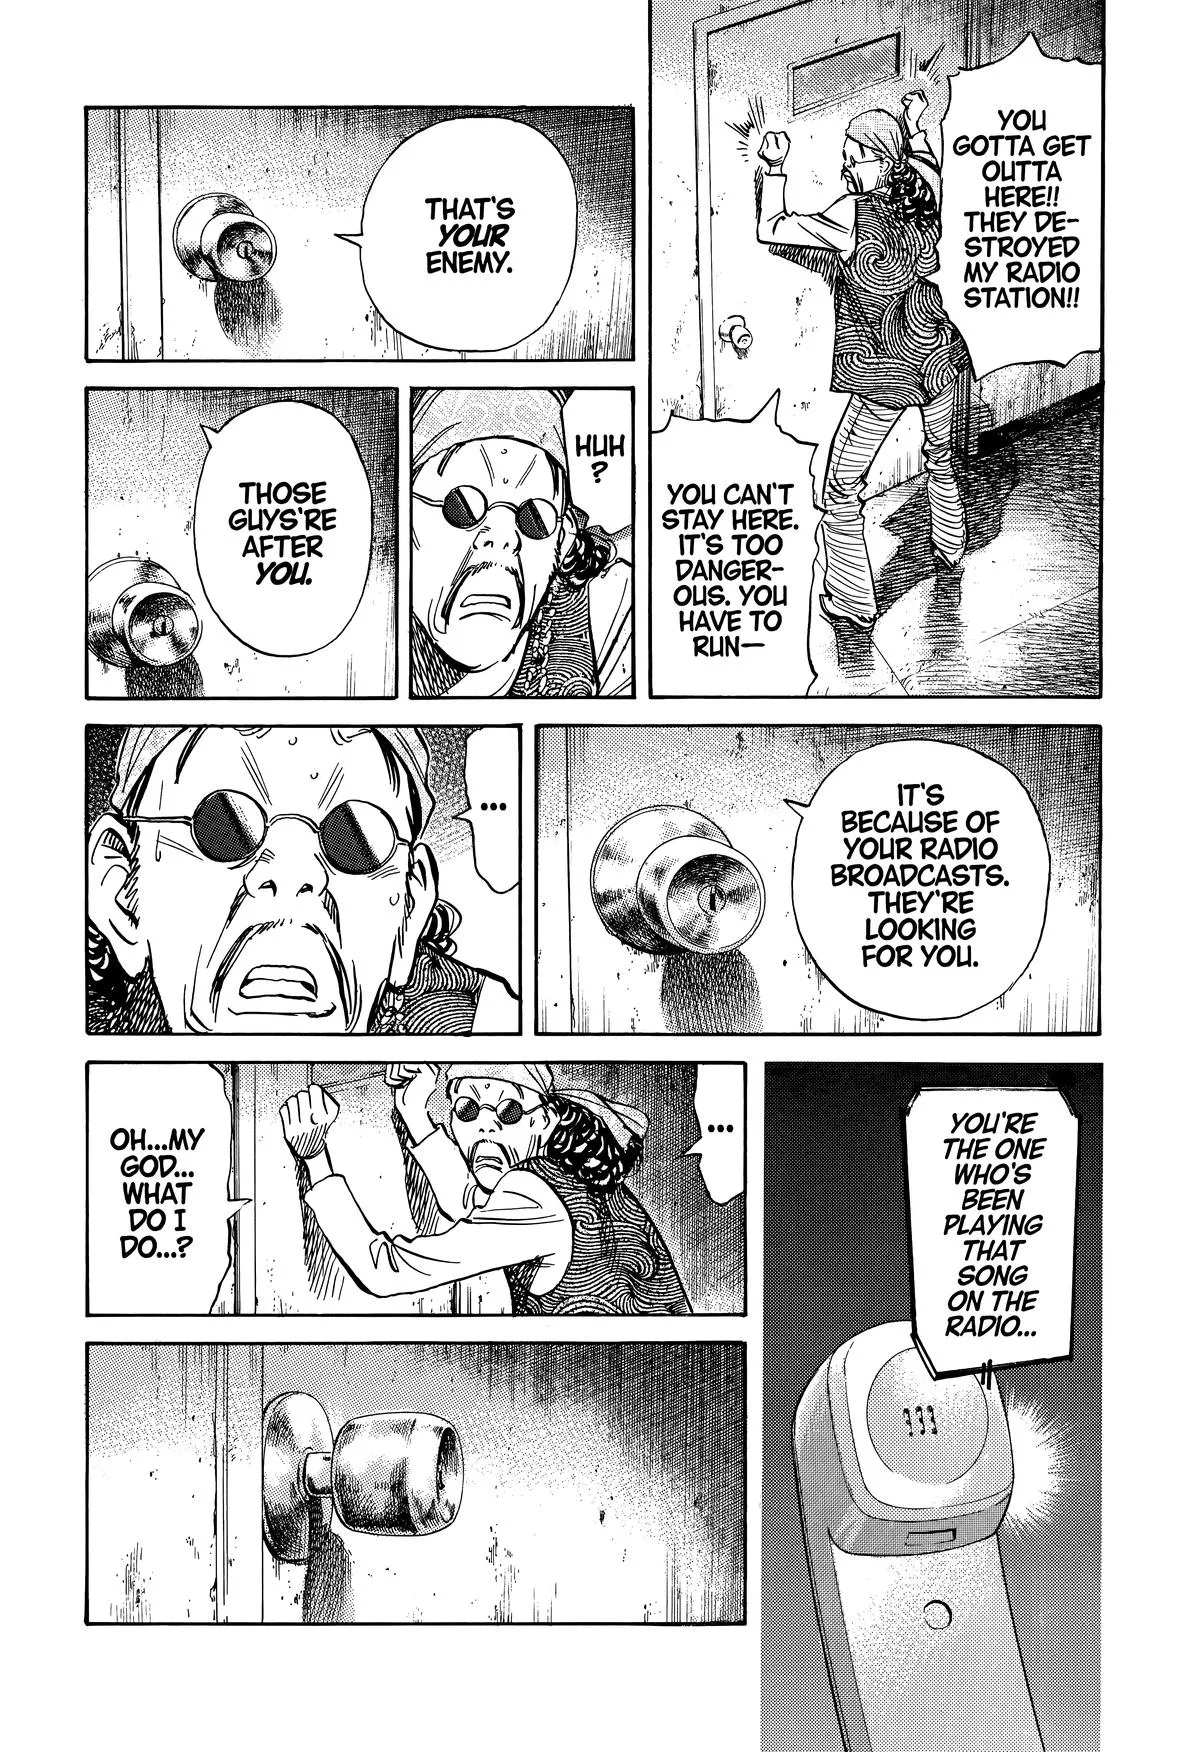 YOU
GOTTA GET
OUTTA
HERE!!
THEY DE-
STROYED
MY RADIO
STATION!!
YOU CAN'T
STAY HERE.
IT'S TOO
DANGER-
OUS. YOU
HAVE TO
RUN—
THAT'S
YOUR
ENEMY.
HUH
?
THOSE
GUYS'RE
AFTER
YOU.
IT'S
BECAUSE OF
YOUR RADIO
BROADCASTS.
THEY'RE
LOOKING
FOR YOU.
...
YOU'RE
THE ONE
WHO'S
BEEN
PLAYING
THAT
SONG
ON THE
RADIO...
...
OH...MY
GOD...
WHAT
DO I
DO...?